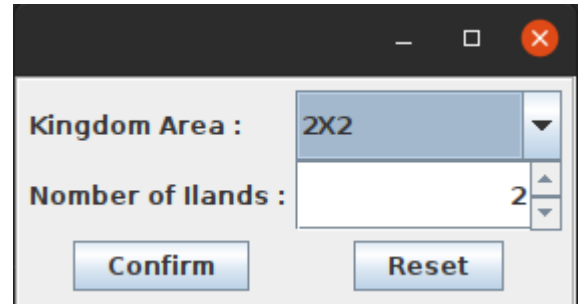 Kingdom Area : 2X2
Nomber of Ilands : 2
Confirm Reset